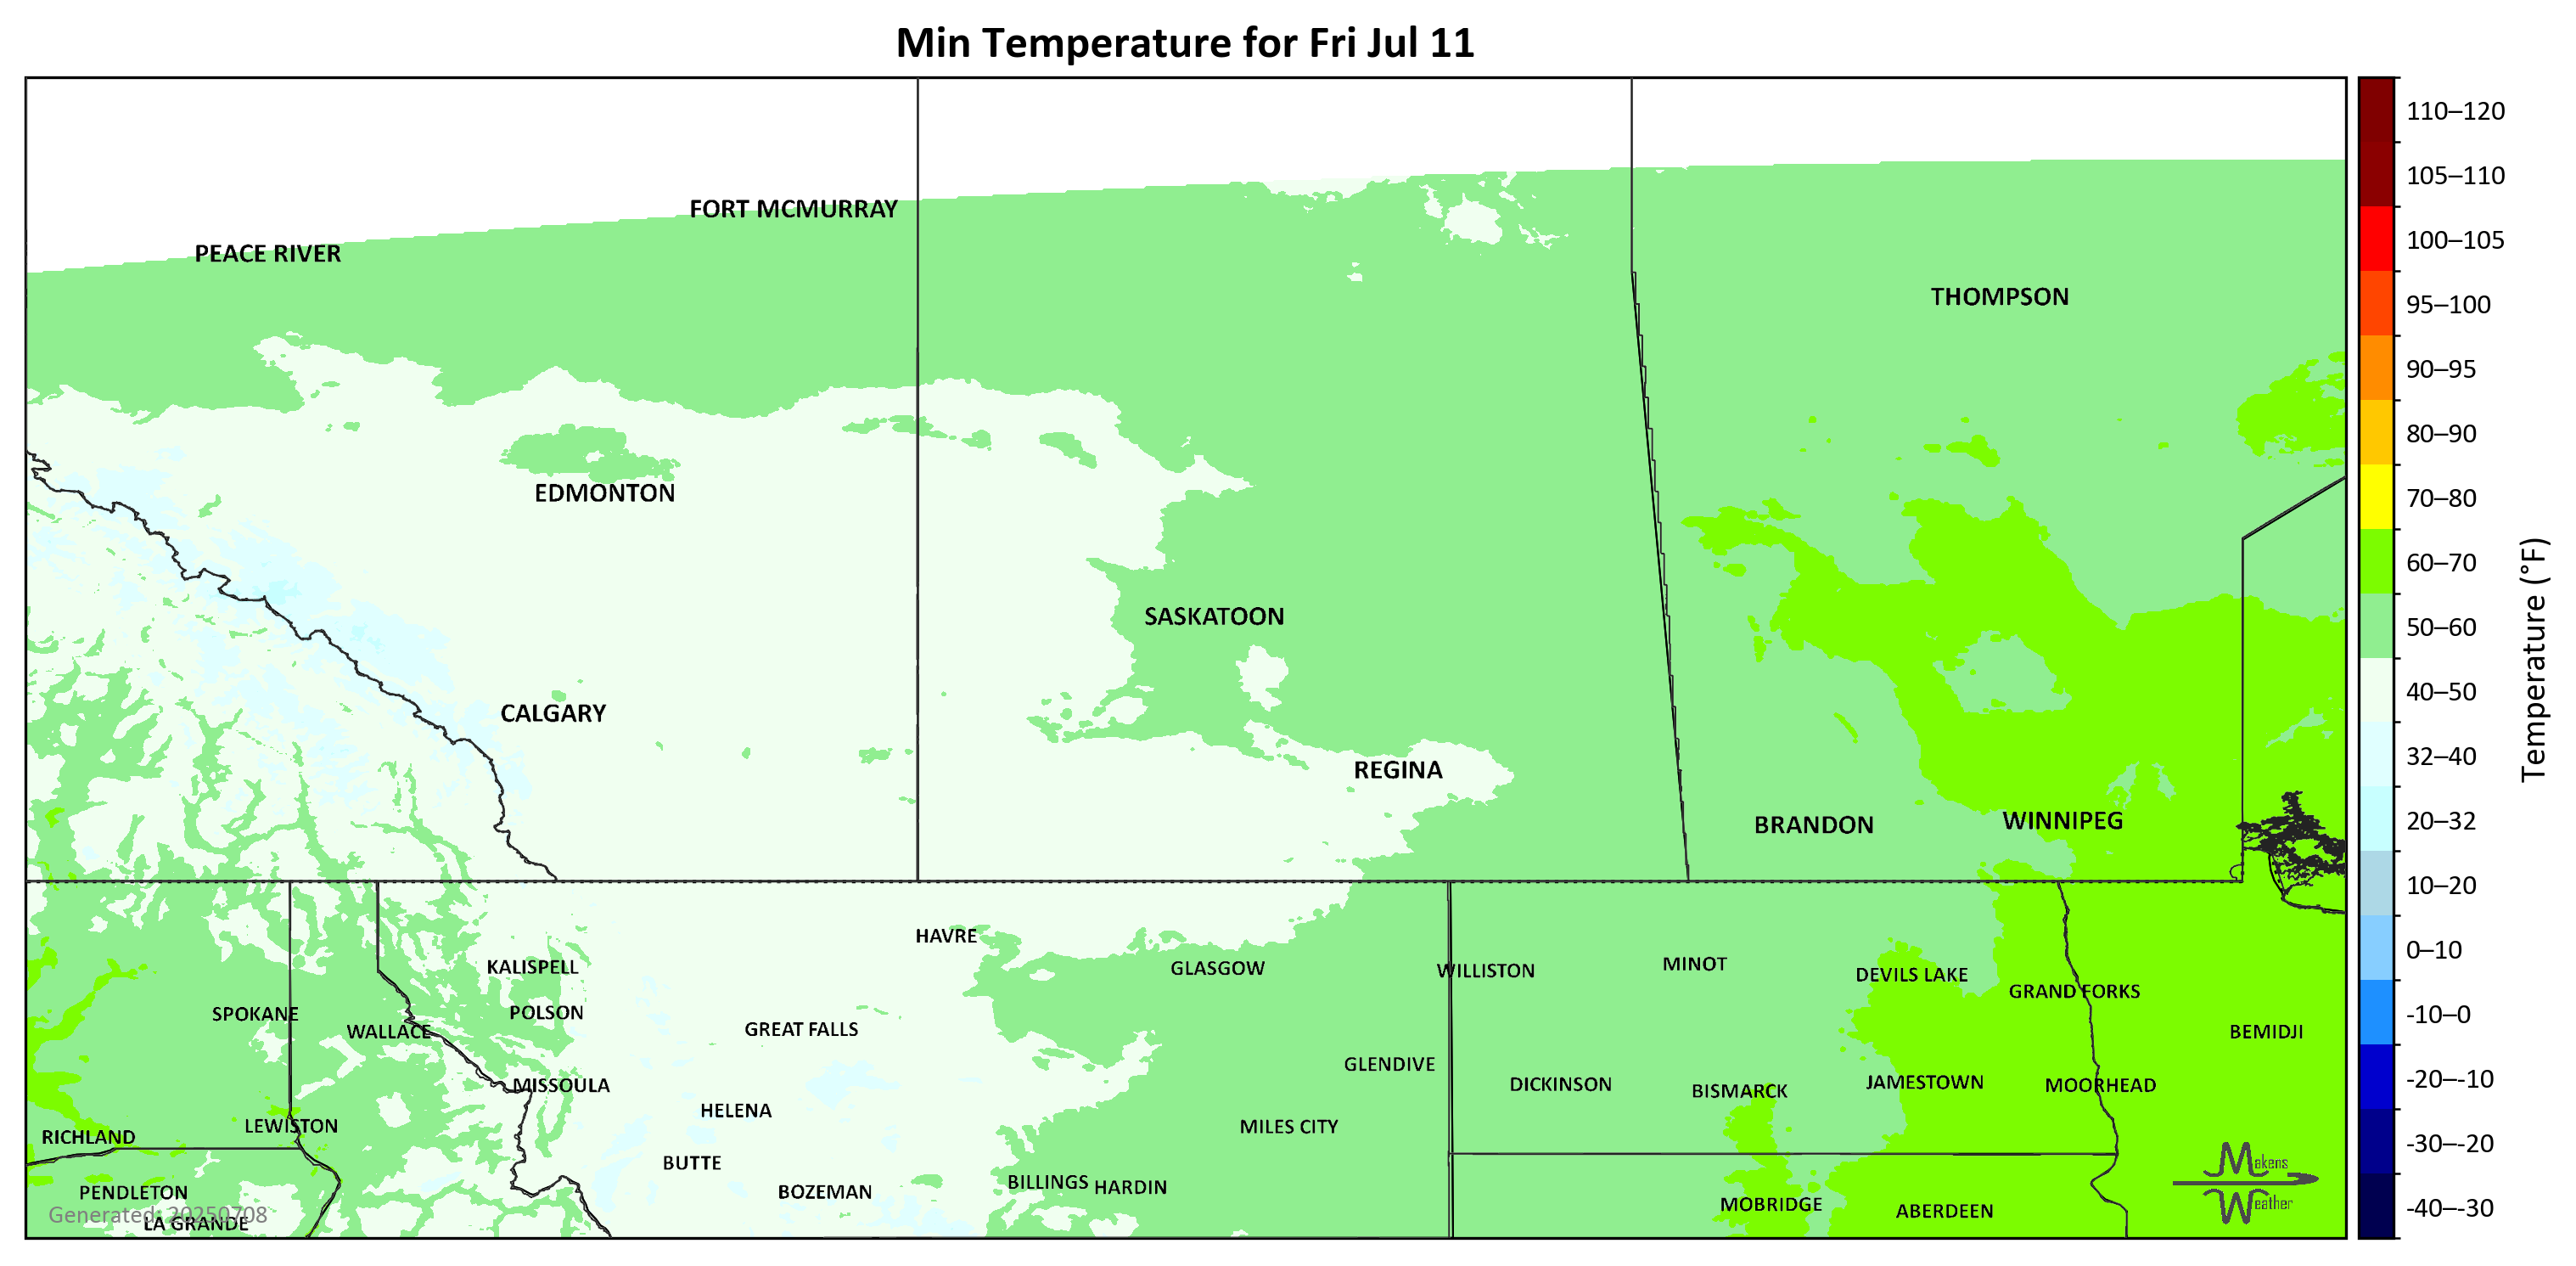 Min Temperature for Fri Jul 11
110–120
105–110
100–105
95–100
90–95
80–90
70–80
60–70
50–60
40–50
32–40
20–32
10–20
0–10
-10–0
-20–-10
-30–-20
-40–-30
Temperature (°F)
FORT MCMURRAY
PEACE RIVER
THOMPSON
EDMONTON
SASKATOON
CALGARY
REGINA
BRANDON
WINNIPEG
HAVRE
KALISPELL
GLASGOW
WILLISTON
MINOT
DEVILS LAKE
GRAND FORKS
SPOKANE
POLSON
WALLACE
GREAT FALLS
BEMIDJI
GLENDIVE
MISSOULA
DICKINSON
BISMARCK
JAMESTOWN
MOORHEAD
HELENA
LEWISTON
MILES CITY
RICHLAND
BUTTE
BOZEMAN
BILLINGS
HARDIN
PENDLETON
MOBRIDGE
ABERDEEN
Generated: 20250708
LA GRANDE
Makens
Weather